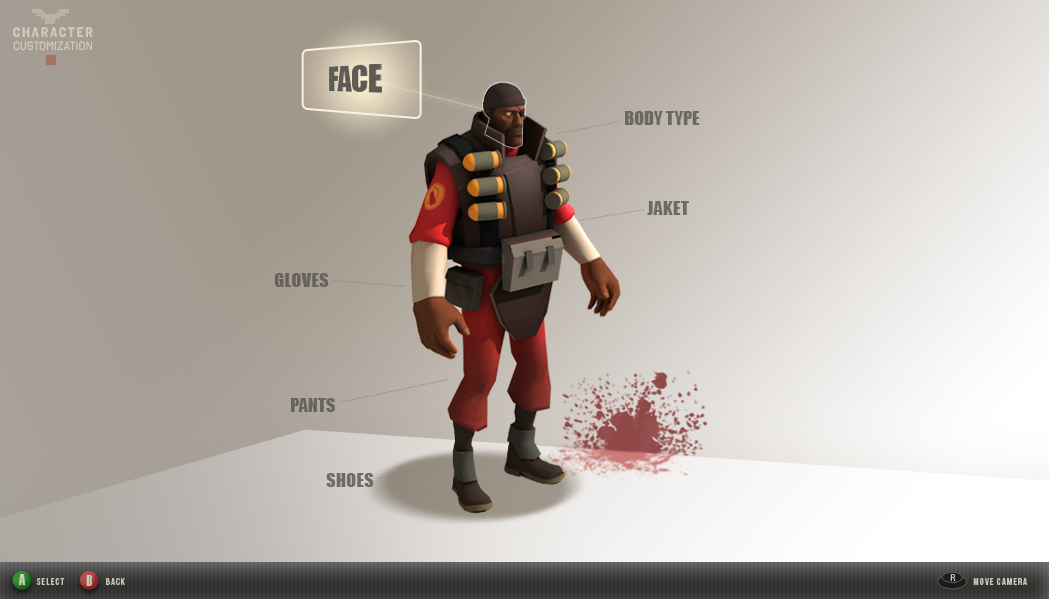 CHARACTER
CUSTOMIZATION
FACE
BODY TYPE
JAKET
GLOVES
PANTS
SHOES
A SELECT B BACK
R MOVE CAMERA